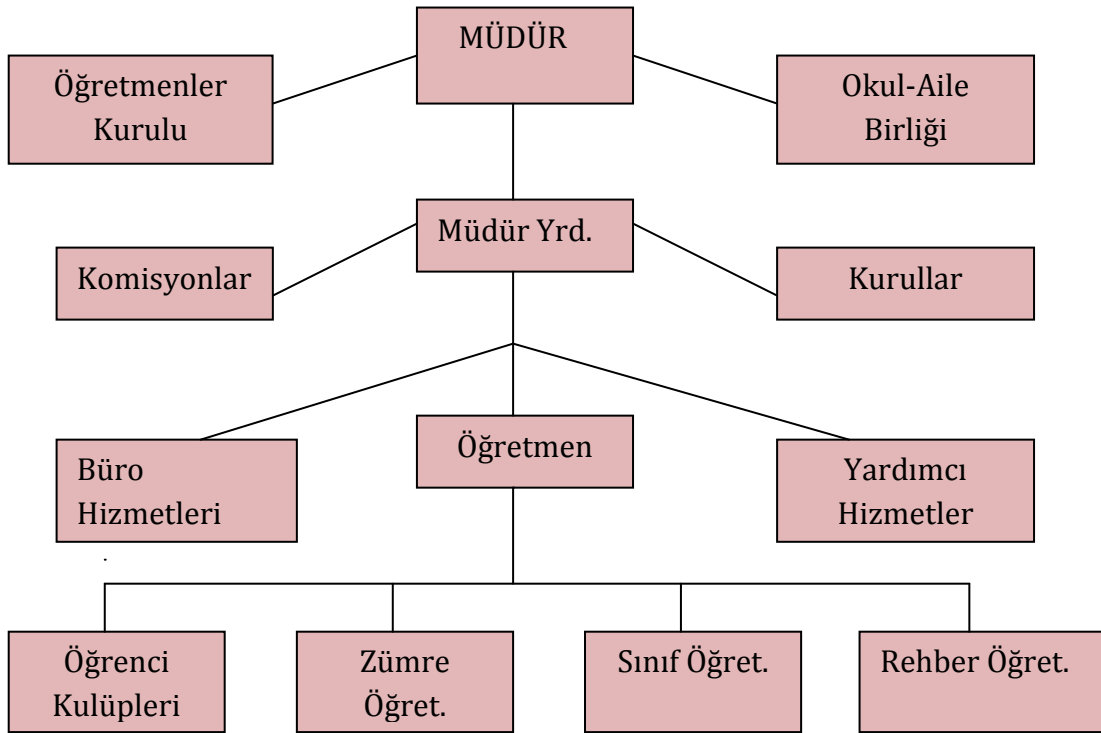 MÜDÜR
Öğretmenler
Kurulu
Okul-Aile
Birliği
Müdür Yrd.
Komisyonlar
Kurullar
Öğretmen
Büro
Hizmetleri
Yardımcı
Hizmetler
.
Öğrenci
Kulüpleri
Zümre
Öğret.
Sınıf Öğret.
Rehber Öğret.